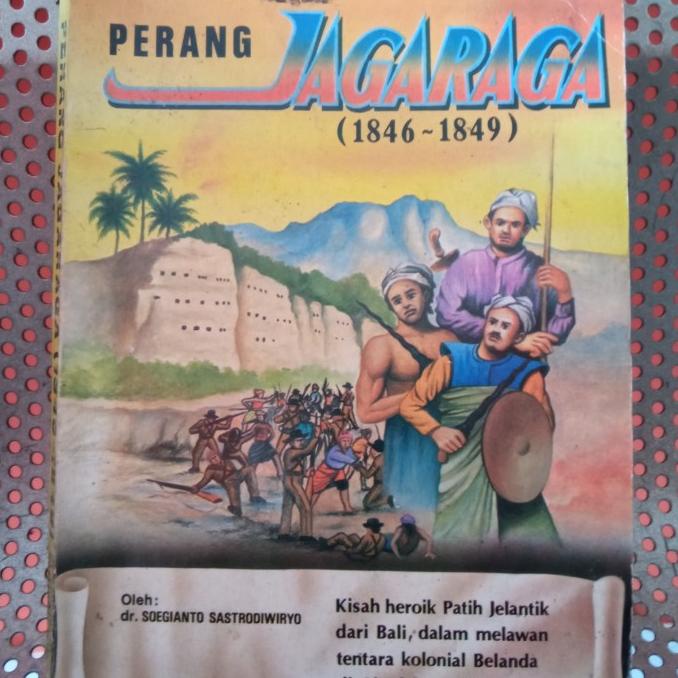 PERANG JAGARAGA
(1846~1849)
Oleh:
dr. SOEGIANTO SASTRODIWIRYO
Kisah heroik Patih Jelantik
dari Bali, dalam melawan
tentara kolonial Belanda